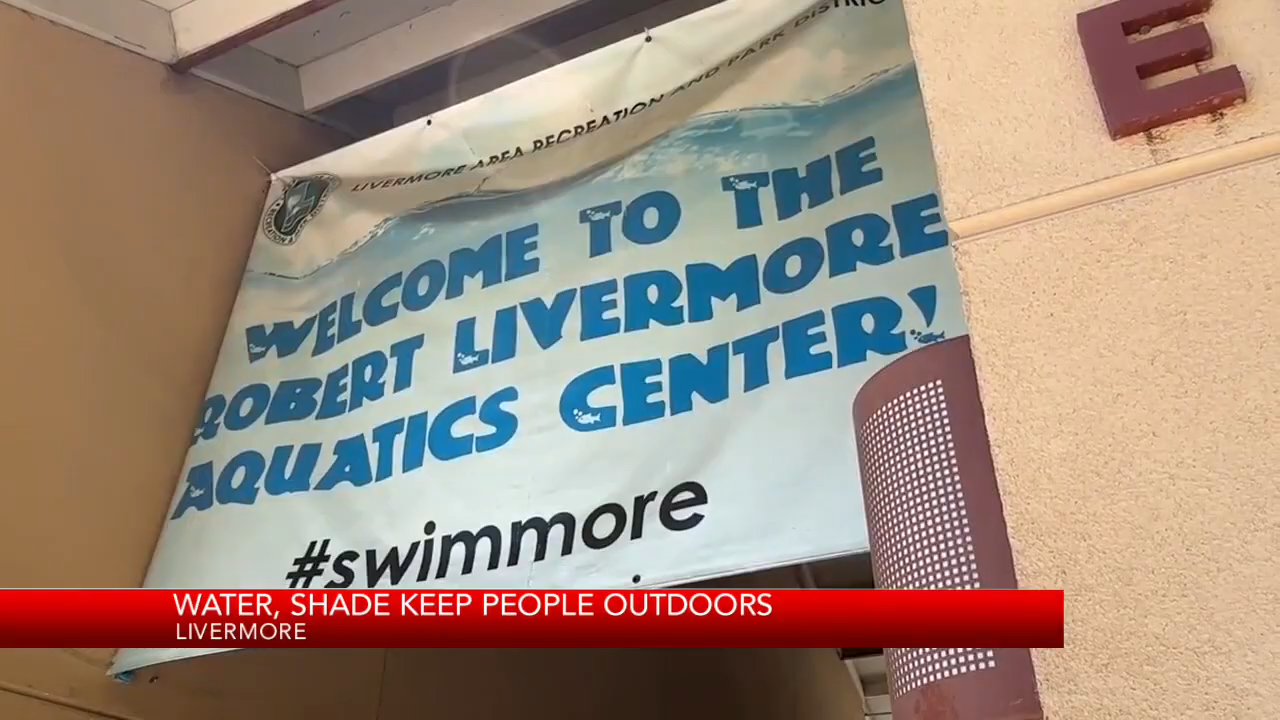 LIVERMORE AREA RECREATION AND PARK DISTRIC
E
WELCOME TO THE
ROBERT LIVERMORE
AQUATICS CENTER!
#swimmore
WATER, SHADE KEEP PEOPLE OUTDOORS
LIVERMORE